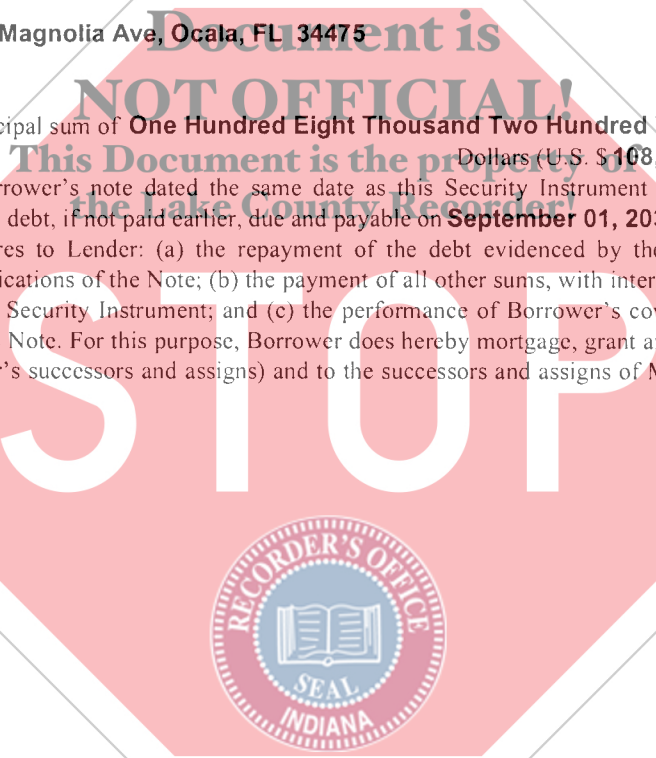 Magnolia Ave, Ocala, FL 34475
Document is
NOT OFFICIAL!
cipal sum of One Hundred Eight Thousand Two Hundred
This Document is the property of
Dollars (U.S. $108,
rrower's note dated the same date as this Security Instrument
the Lake County Recorder!
debt, if not paid earlier, due and payable on September 01, 203
res to Lender: (a) the repayment of the debt evidenced by the
ications of the Note; (b) the payment of all other sums, with inter
Security Instrument; and (c) the performance of Borrower's cov
Note. For this purpose, Borrower does hereby mortgage, grant a
r's successors and assigns) and to the successors and assigns of M
STOP
RECORDER'S OFFICE
SEAL
INDIANA